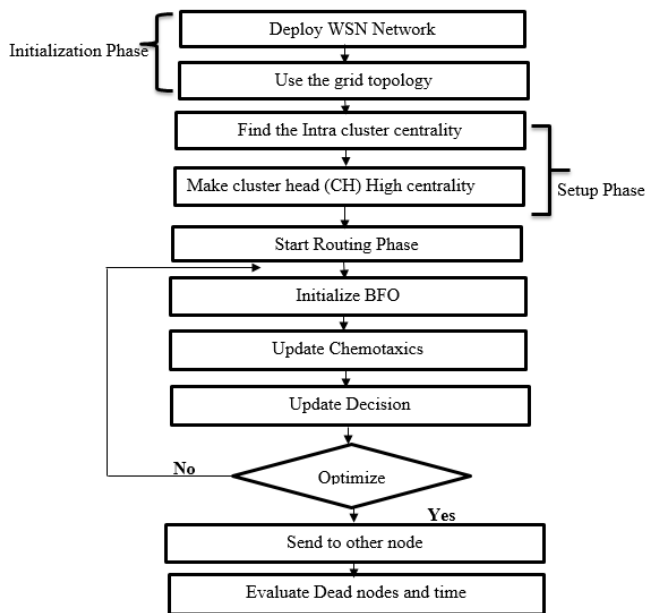 Deploy WSN Network
Initialization Phase
Use the grid topology
Find the Intra cluster centrality
Make cluster head (CH) High centrality
Setup Phase
Start Routing Phase
Initialize BFO
Update Chemotaxics
Update Decision
No
Optimize
Yes
Send to other node
Evaluate Dead nodes and time